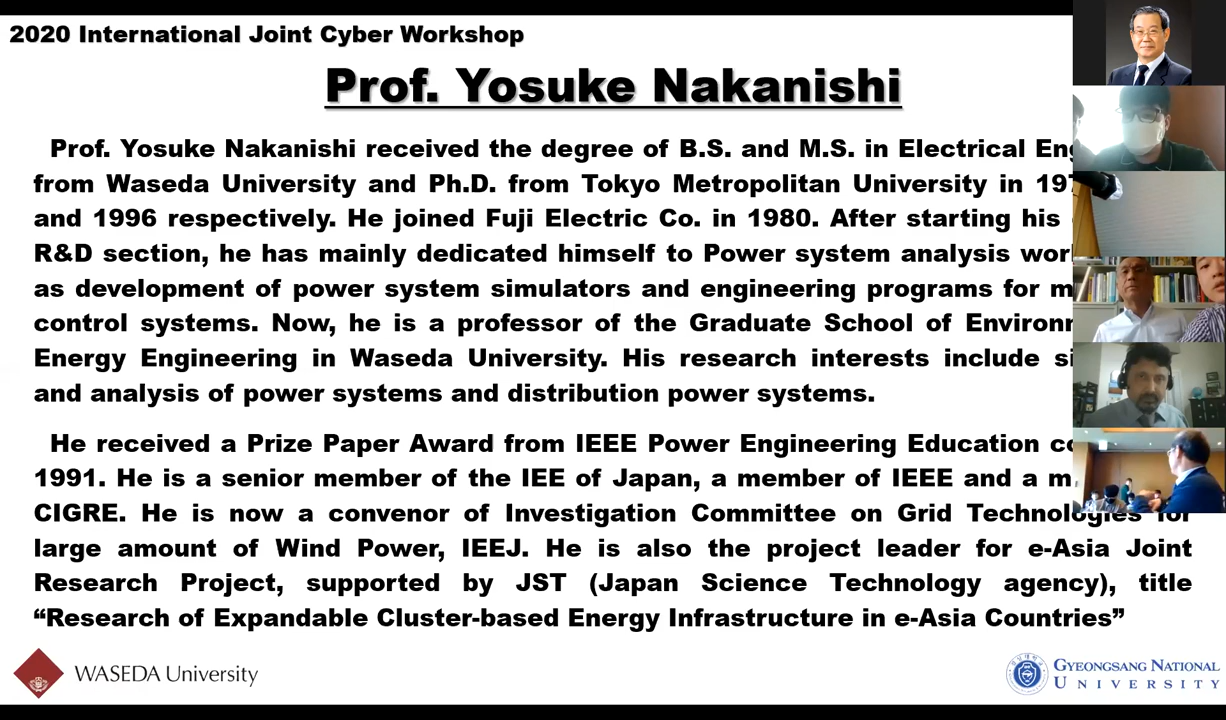 2020 International Joint Cyber Workshop
Prof. Yosuke Nakanishi
Prof. Yosuke Nakanishi received the degree of B.S. and M.S. in Electrical
from Waseda University and Ph.D. from Tokyo Metropolitan University in
and 1996 respectively. He joined Fuji Electric Co. in 1980. After starting his
R&D section, he has mainly dedicated himself to Power system analysis
as development of power system simulators and engineering programs for
control systems. Now, he is a professor of the Graduate School of
Energy Engineering in Waseda University. His research interests include
and analysis of power systems and distribution power systems.
He received a Prize Paper Award from IEEE Power Engineering Education
1991. He is a senior member of the IEE of Japan, a member of IEEE and a
CIGRE. He is now a convenor of Investigation Committee on Grid Technologies for
large amount of Wind Power, IEEJ. He is also the project leader for e-Asia Joint
Research Project, supported by JST (Japan Science Technology agency), title
“Research of Expandable Cluster-based Energy Infrastructure in e-Asia Countries”
WASEDA University
GYEONGSANG NATIONAL
UNIVERSITY